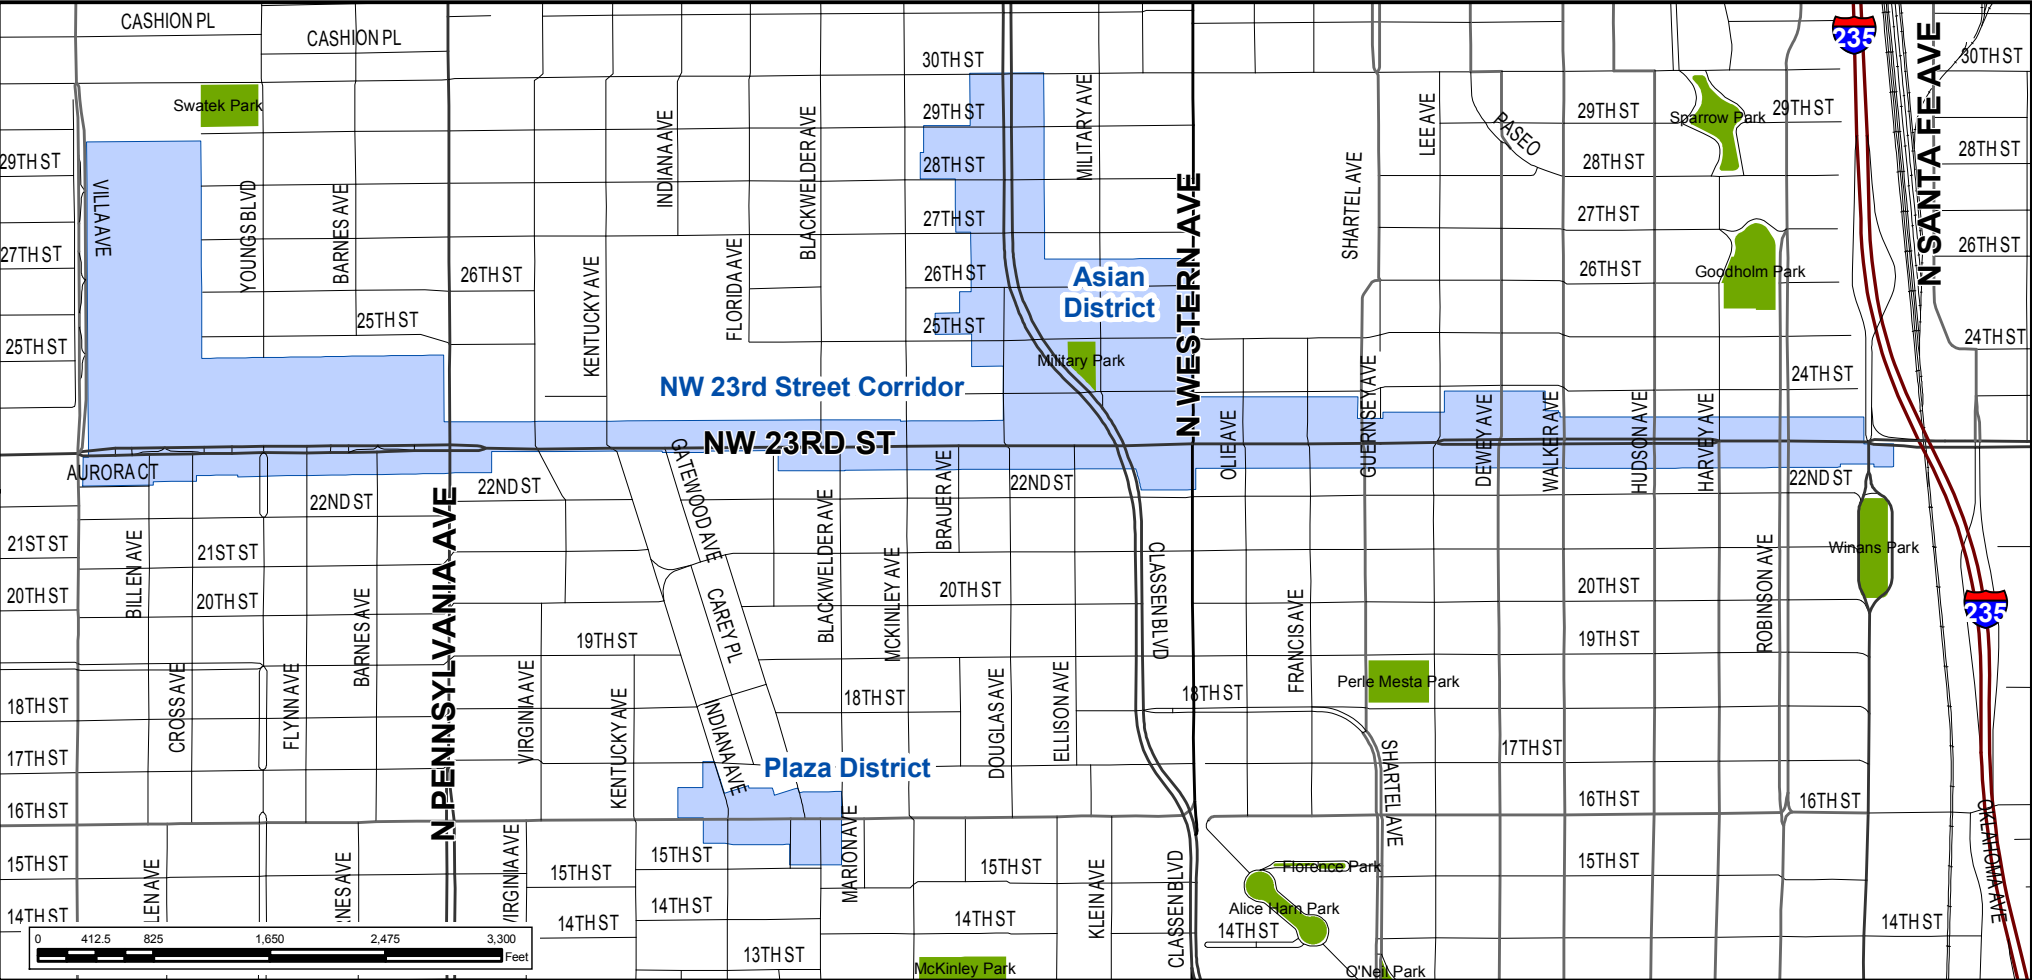 CASHION PL
CASHION PL
30TH ST
235
N SANTA FE AVE
30TH ST
Swatek Park
29TH ST
MILITARY AVE
LEE AVE
PASEO
29TH ST
Sparrow Park
29TH ST
29TH ST
INDIANA AVE
BLACKWELDER AVE
28TH ST
28TH ST
28TH ST
VILLA AVE
YOUNGS BLVD
BARNES AVE
27TH ST
N WESTERN AVE
SHARTEL AVE
27TH ST
27TH ST
26TH ST
KENTUCKY AVE
FLORIDA AVE
26TH ST
Asian
District
26TH ST
Goodholm Park
26TH ST
25TH ST
25TH ST
25TH ST
24TH ST
Military Park
NW 23rd Street Corridor
GUERNSEY AVE
24TH ST
NW 23RD ST
GATEWOOD AVE
OLIE AVE
DEWEY AVE
WALKER AVE
HUDSON AVE
HARVEY AVE
AURORA CT
22ND ST
22ND ST
BRAUER AVE
22ND ST
22ND ST
N PENNSYLVANIA AVE
21ST ST
BILLEN AVE
21ST ST
BLACKWELDER AVE
MCKINLEY AVE
CLASSEN BLVD
ROBINSON AVE
Winans Park
20TH ST
20TH ST
BARNES AVE
CAREY PL
20TH ST
FRANCIS AVE
20TH ST
235
19TH ST
19TH ST
18TH ST
CROSS AVE
FLYNN AVE
VIRGINIA AVE
KENTUCKY AVE
INDIANA AVE
18TH ST
DOUGLAS AVE
ELLISON AVE
18TH ST
Perle Mesta Park
17TH ST
Plaza District
SHARTEL AVE
17TH ST
16TH ST
MARION AVE
16TH ST
16TH ST
OKLAHOMA AVE
15TH ST
LEN AVE
NES AVE
VIRGINIA AVE
15TH ST
15TH ST
15TH ST
KLEIN AVE
CLASSEN BLVD
Florence Park
15TH ST
14TH ST
14TH ST
14TH ST
14TH ST
Alice Harn Park
14TH ST
14TH ST
0 412.5 825 1,650 2,475 3,300
Feet
13TH ST
McKinley Park
O'Neil Park